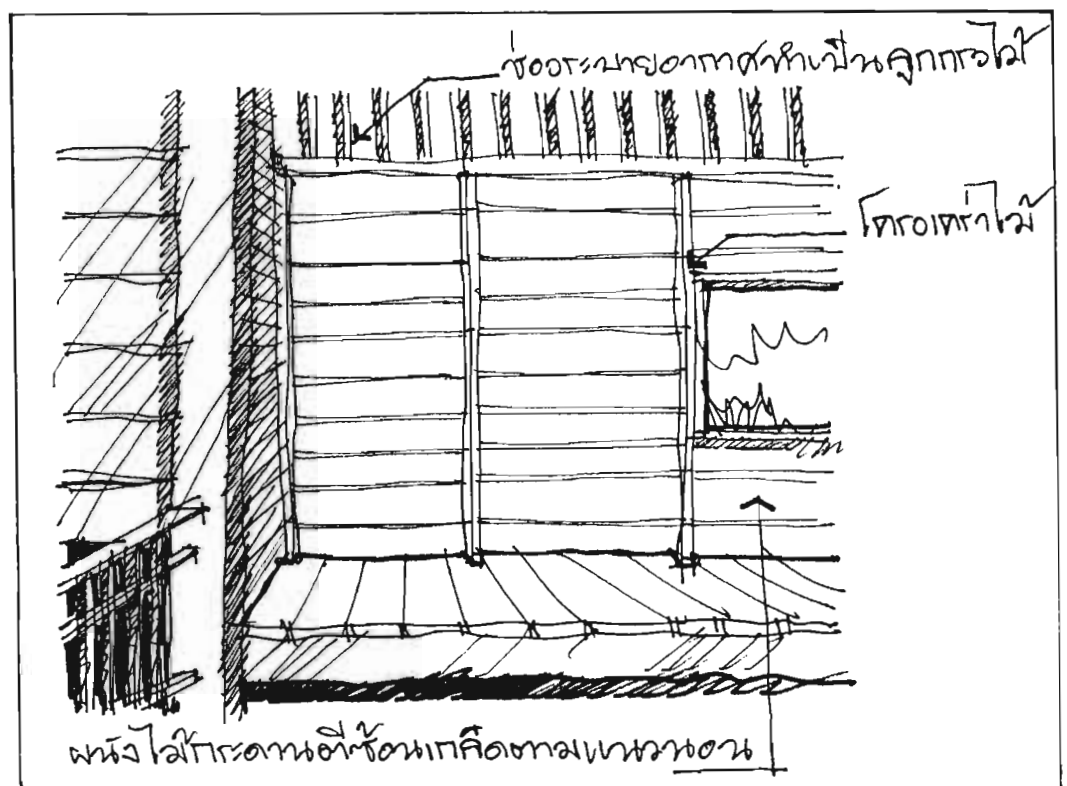 ช่องระบายอากาศทำเป็นลูกกรงไม้
โครงเคร่าไม้
ผนังไม้กระดานตีซ้อนเกล็ดตามแนวนอน